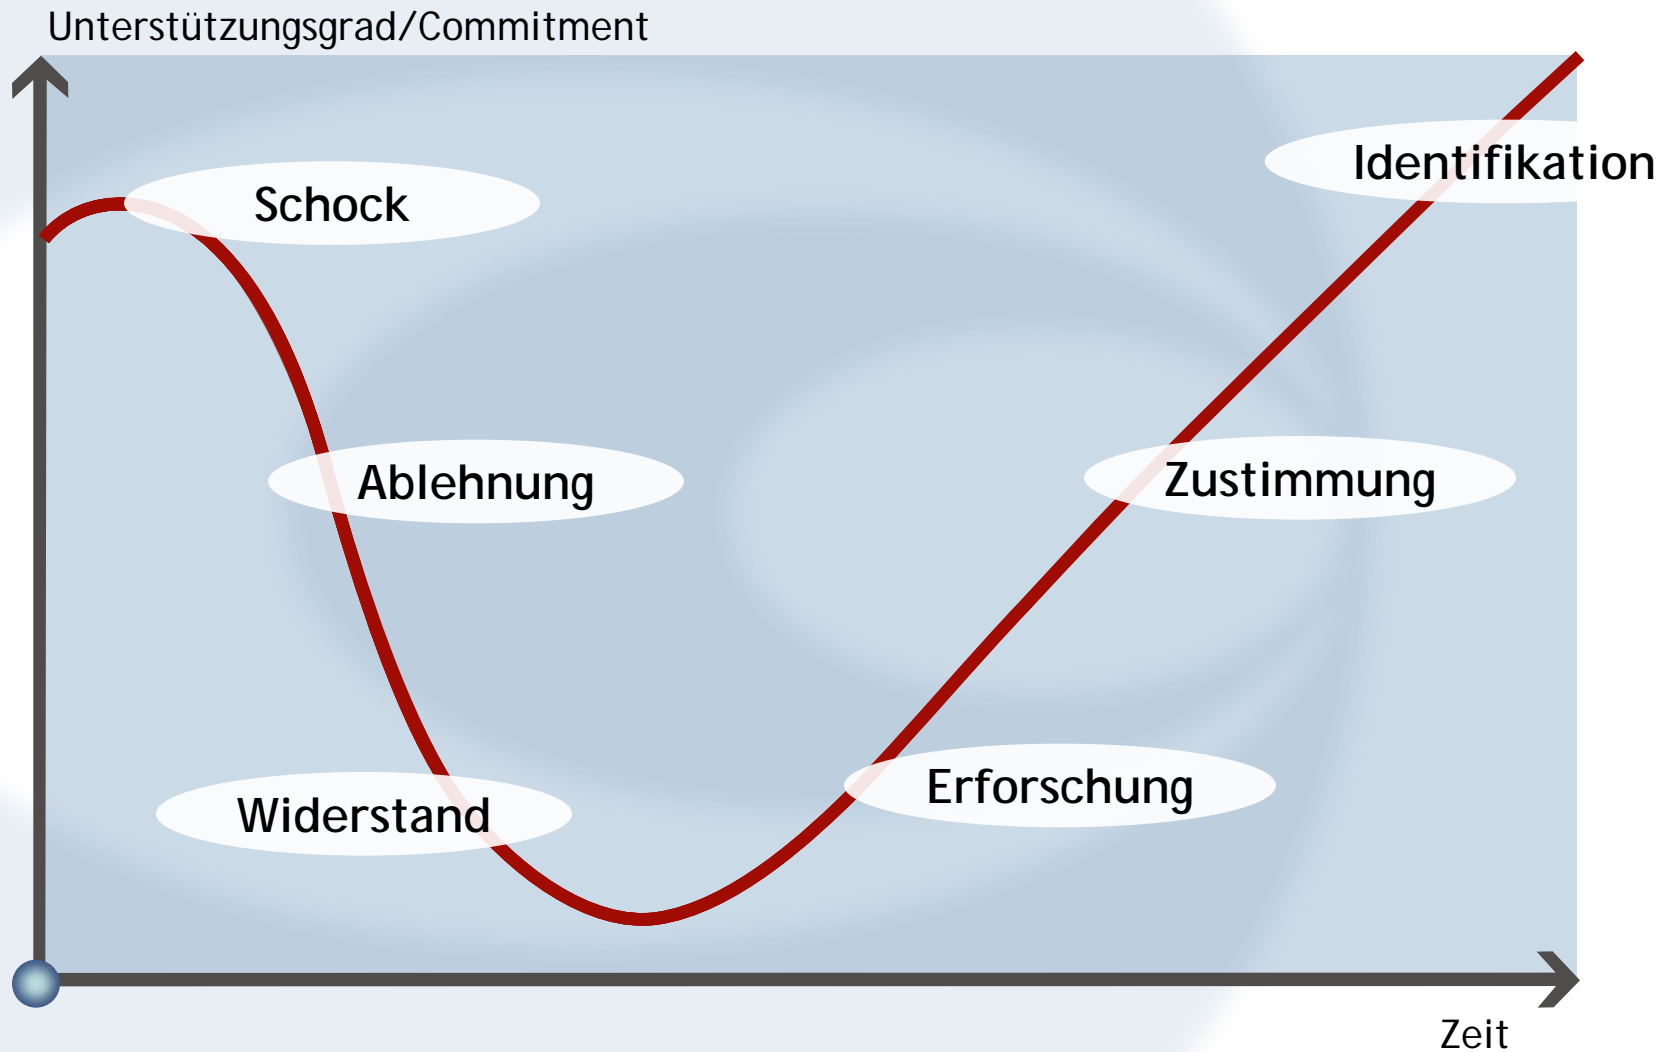 Unterstützungsgrad/Commitment
Identifikation
Schock
Ablehnung
Zustimmung
Erforschung
Widerstand
Zeit